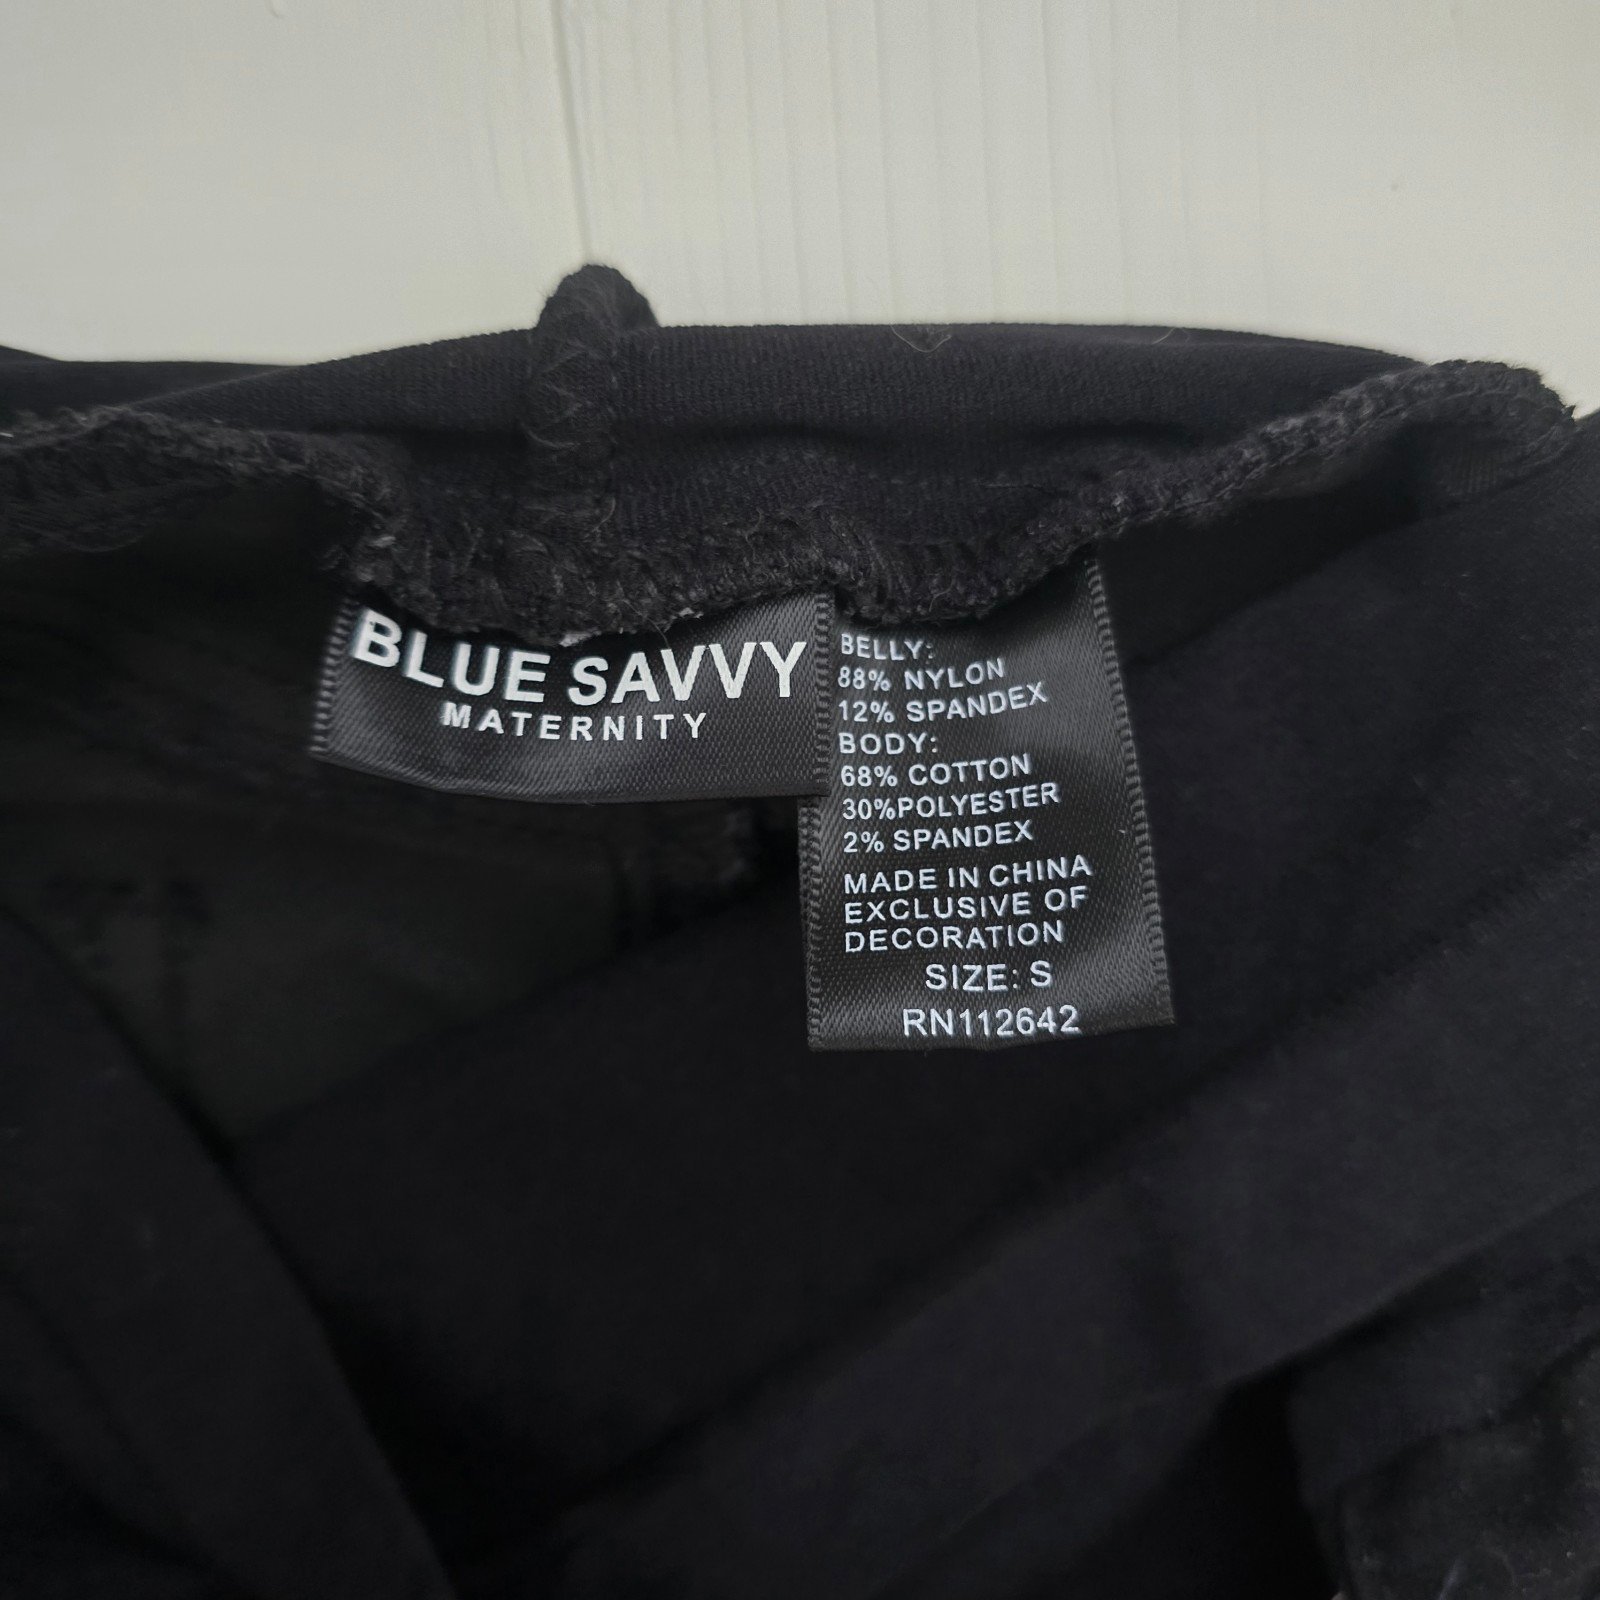 BLUE SAVVY
MATERNITY
BELLY:
88% NYLON
12% SPANDEX
BODY:
68% COTTON
30%POLYESTER
2% SPANDEX
MADE IN CHINA
EXCLUSIVE OF
DECORATION
SIZE: S
RN112642